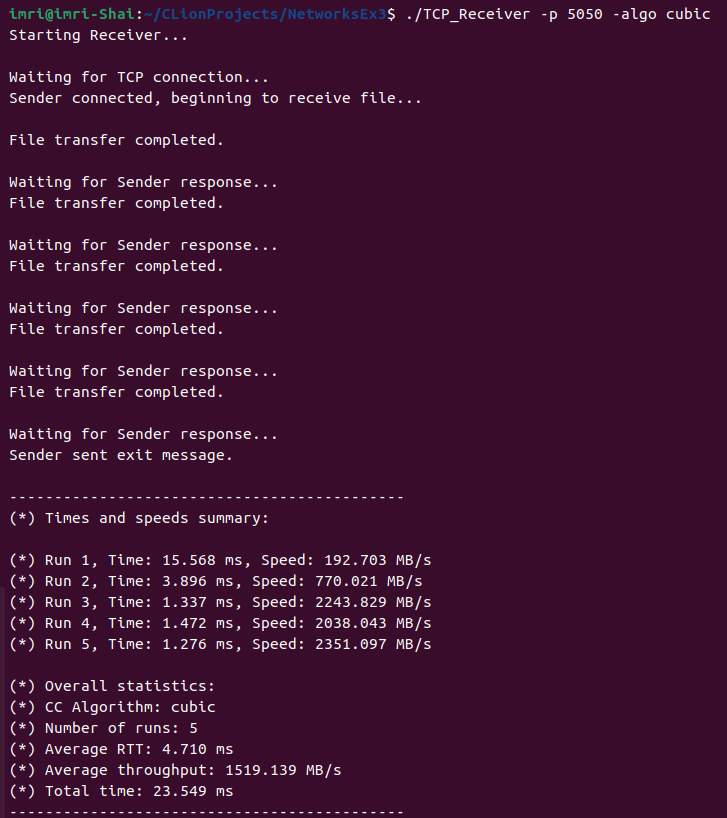 imri@imri-Shai:~/CLionProjects/NetworksEx3$ ./TCP_Receiver -p 5050 -algo cubic
Starting Receiver...
Waiting for TCP connection...
Sender connected, beginning to receive file...
File transfer completed.
Waiting for Sender response...
File transfer completed.
Waiting for Sender response...
File transfer completed.
Waiting for Sender response...
File transfer completed.
Waiting for Sender response...
File transfer completed.
Waiting for Sender response...
Sender sent exit message.
--------------------------------------------
(*) Times and speeds summary:
(*) Run 1, Time: 15.568 ms, Speed: 192.703 MB/s
(*) Run 2, Time: 3.896 ms, Speed: 770.021 MB/s
(*) Run 3, Time: 1.337 ms, Speed: 2243.829 MB/s
(*) Run 4, Time: 1.472 ms, Speed: 2038.043 MB/s
(*) Run 5, Time: 1.276 ms, Speed: 2351.097 MB/s
(*) Overall statistics:
(*) CC Algorithm: cubic
(*) Number of runs: 5
(*) Average RTT: 4.710 ms
(*) Average throughput: 1519.139 MB/s
(*) Total time: 23.549 ms
--------------------------------------------